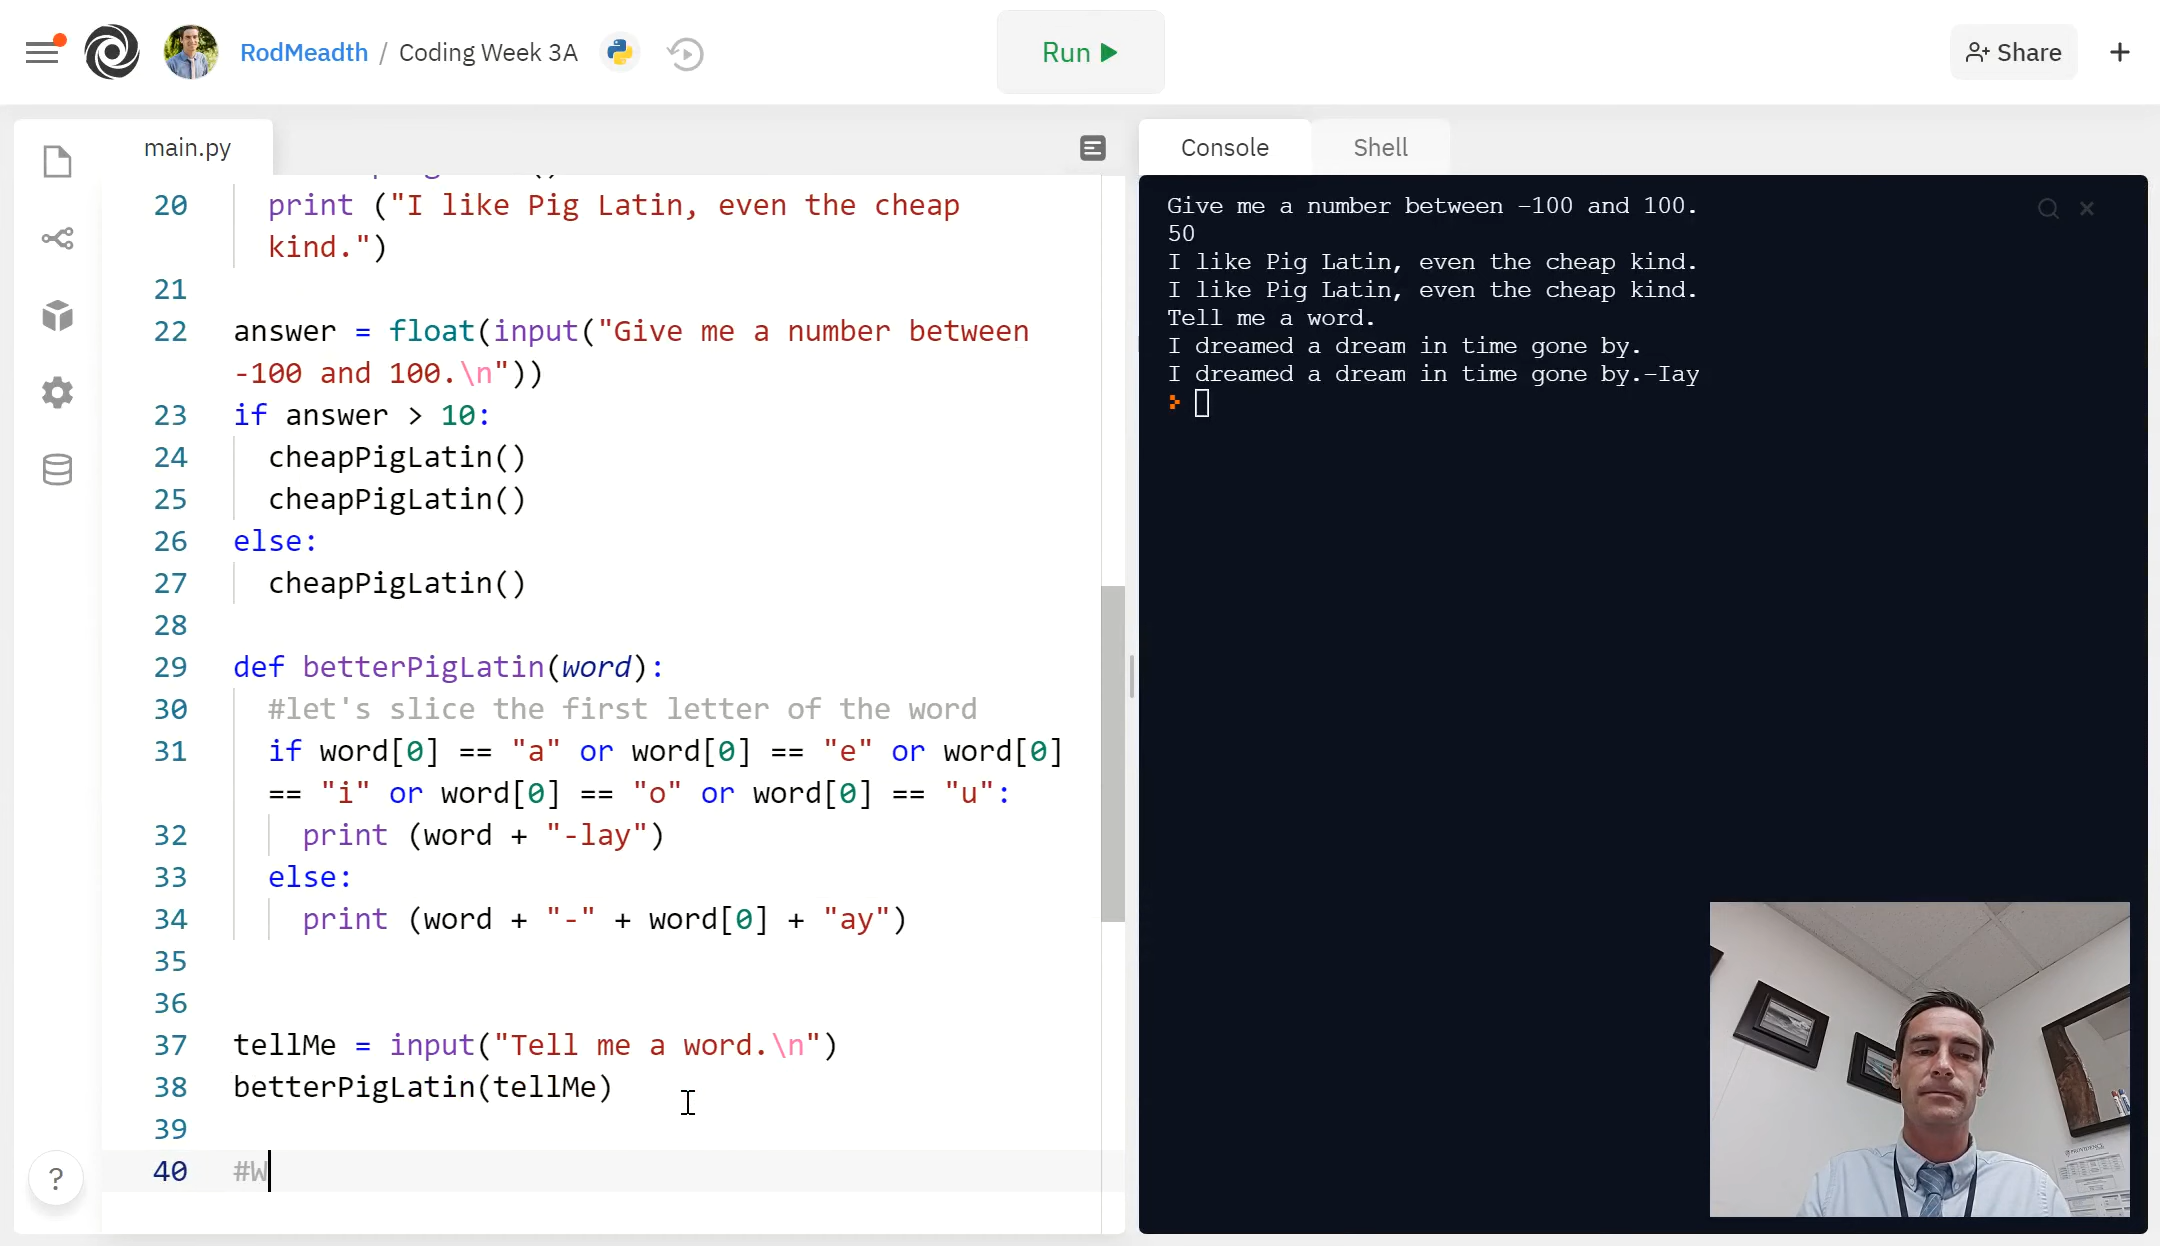 RodMeadth / Coding Week 3A
Run
Share
main.py
Console
Shell
20 print ("I like Pig Latin, even the cheap
kind.")
21
22 answer = float(input("Give me a number between
-100 and 100.\n"))
23 if answer > 10:
24 cheapPigLatin()
25 cheapPigLatin()
26 else:
27 cheapPigLatin()
28
29 def betterPigLatin(word):
30 #let's slice the first letter of the word
31 if word[0] == "a" or word[0] == "e" or word[0]
== "i" or word[0] == "o" or word[0] == "u":
32 print (word + "-lay")
33 else:
34 print (word + "-" + word[0] + "ay")
35
36
37 tellMe = input("Tell me a word.\n")
38 betterPigLatin(tellMe)
39
40 #W
?
Give me a number between -100 and 100.
50
I like Pig Latin, even the cheap kind.
I like Pig Latin, even the cheap kind.
Tell me a word.
I dreamed a dream in time gone by.
I dreamed a dream in time gone by.-Iay